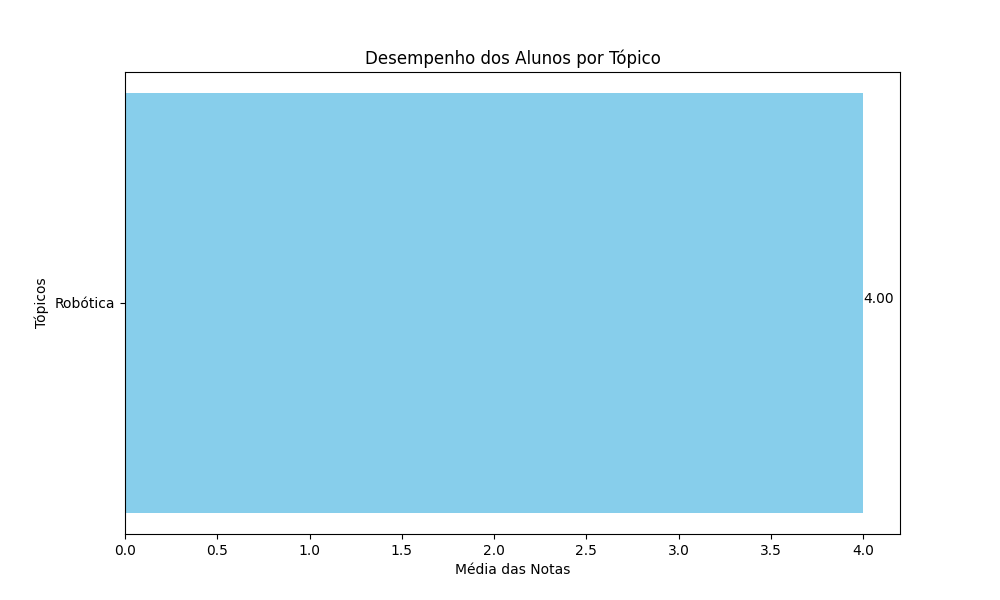 Desempenho dos Alunos por Tópico
Tópicos
Robótica
4.00
0.0 0.5 1.0 1.5 2.0 2.5 3.0 3.5 4.0
Média das Notas